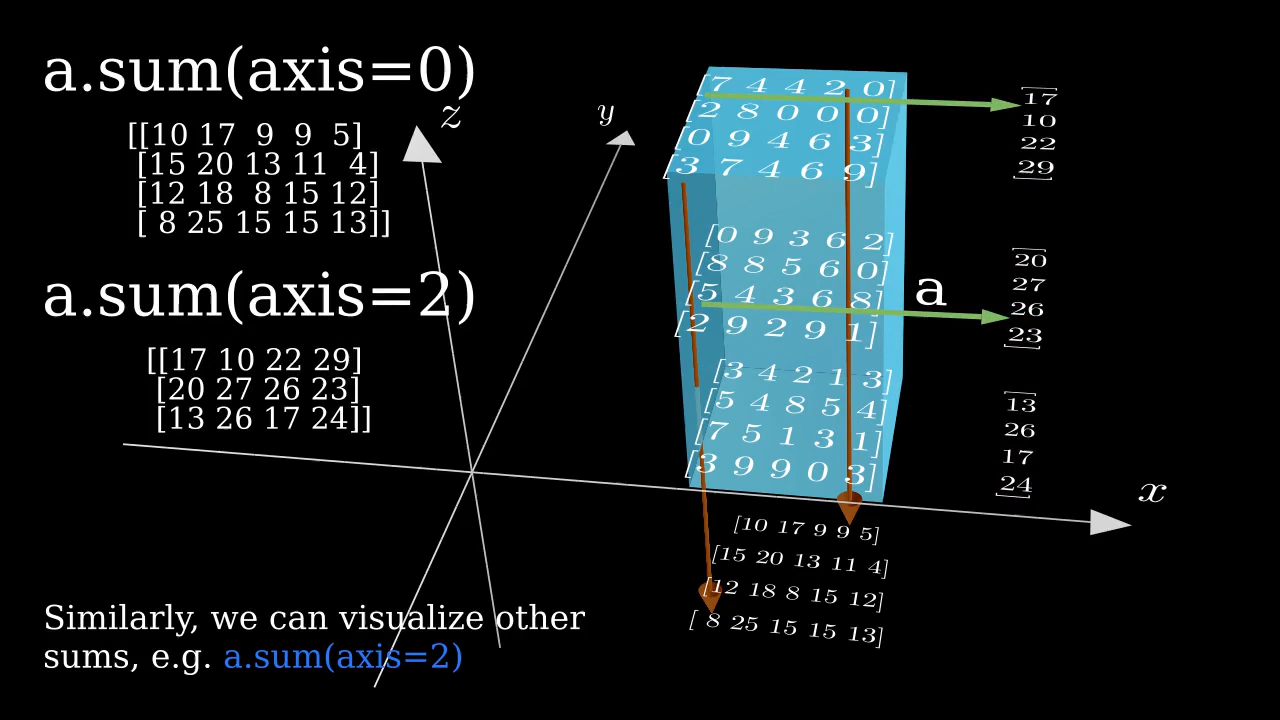 a.sum(axis=0)
[[10 17  9  9  5]
[15 20 13 11  4]
[12 18  8 15 12]
[ 8 25 15 15 13]]
a.sum(axis=2)
[[17 10 22 29]
[20 27 26 23]
[13 26 17 24]]
z
y
x
a
[7 4 4 2 0]
[2 8 0 0 0]
[0 9 4 6 3]
[3 7 4 6 9]
[0 9 3 6 2]
[8 8 5 6 0]
[5 4 3 6 8]
[2 9 2 9 1]
[3 4 2 1 3]
[5 4 8 5 4]
[7 5 1 3 1]
[3 9 9 0 3]
[17
10
22
29]
[20
27
26
23]
[13
26
17
24]
[10 17 9 9 5]
[15 20 13 11 4]
[12 18 8 15 12]
[ 8 25 15 15 13]
Similarly, we can visualize other
sums, e.g. a.sum(axis=2)